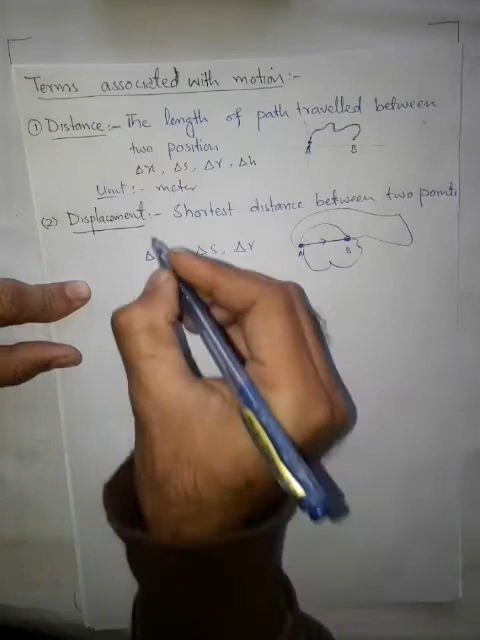 Terms associated with motion:-
① Distance:- The length of path travelled between
two position
A B
Δx, Δs, Δr, Δh
Unit:- meter
(2) Displacement:- Shortest distance between two points
A B
Δs, Δr